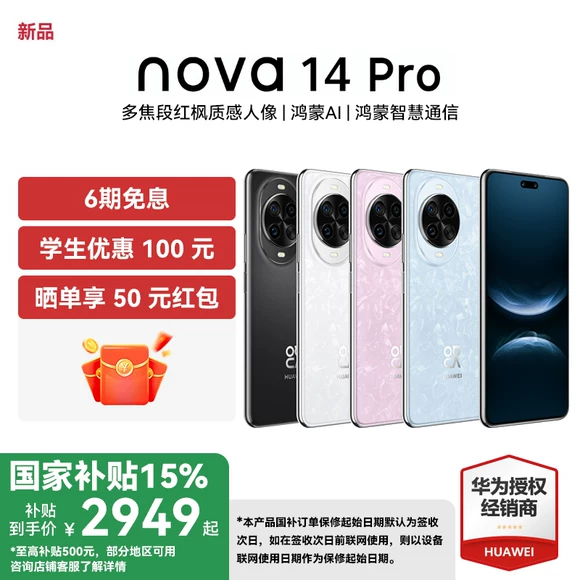 新品
nova 14 Pro
多焦段红枫质感人像 | 鸿蒙AI | 鸿蒙智慧通信
6期免息
学生优惠 100 元
晒单享 50 元红包
HUAWEI
HUAWEI
国家补贴15%
补贴
到手价 ¥ 2949 起
*至高补贴500元，部分地区可用
咨询店铺客服了解详情
*本产品国补订单保修起始日期默认为签收
次日，如在签收次日前联网使用，则以设备
联网使用日期作为保修起始日期。
华为授权
经销商
HUAWEI